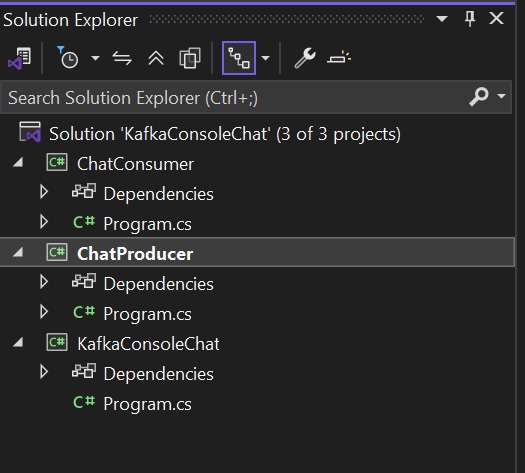 Solution Explorer
Search Solution Explorer (Ctrl+;)
Solution 'KafkaConsoleChat' (3 of 3 projects)
C# ChatConsumer
Dependencies
C# Program.cs
C# ChatProducer
Dependencies
C# Program.cs
C# KafkaConsoleChat
Dependencies
C# Program.cs